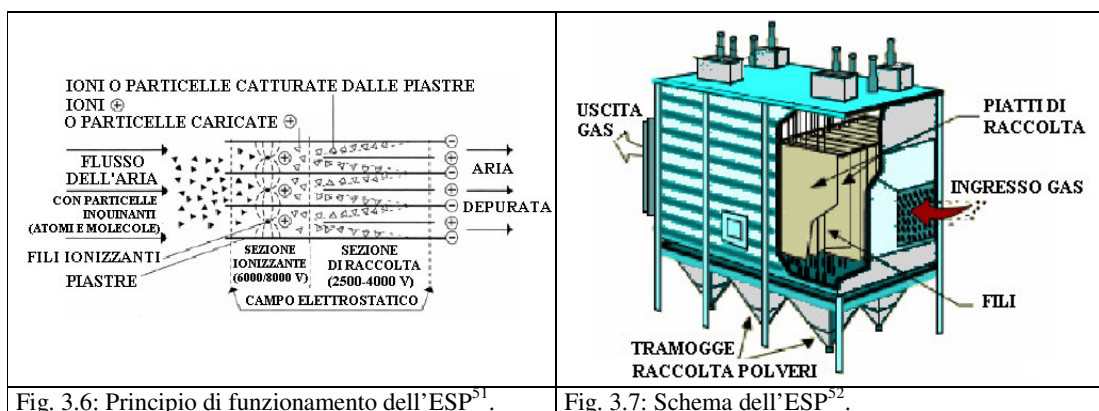 IONI O PARTICELLE CATTURATE DALLE PIASTRE
IONI ⊕
O PARTICELLE CARICATE ⊕
FLUSSO
DELL'ARIA
CON PARTICELLE
INQUINANTI
(ATOMI E MOLECOLE)
FILI IONIZZANTI
PIASTRE
⊕
⊕
⊕
SEZIONE
IONIZZANTE
(6000/8000 V)
SEZIONE
DI RACCOLTA
(2500-4000 V)
CAMPO ELETTROSTATICO
⊖
⊕
⊖
⊕
⊖
⊕
⊖
ARIA
DEPURATA
Fig. 3.6: Principio di funzionamento dell'ESP51.
USCITA
GAS
PIATTI DI
RACCOLTA
INGRESSO GAS
FILI
TRAMOGGE
RACCOLTA POLVERI
Fig. 3.7: Schema dell'ESP52.